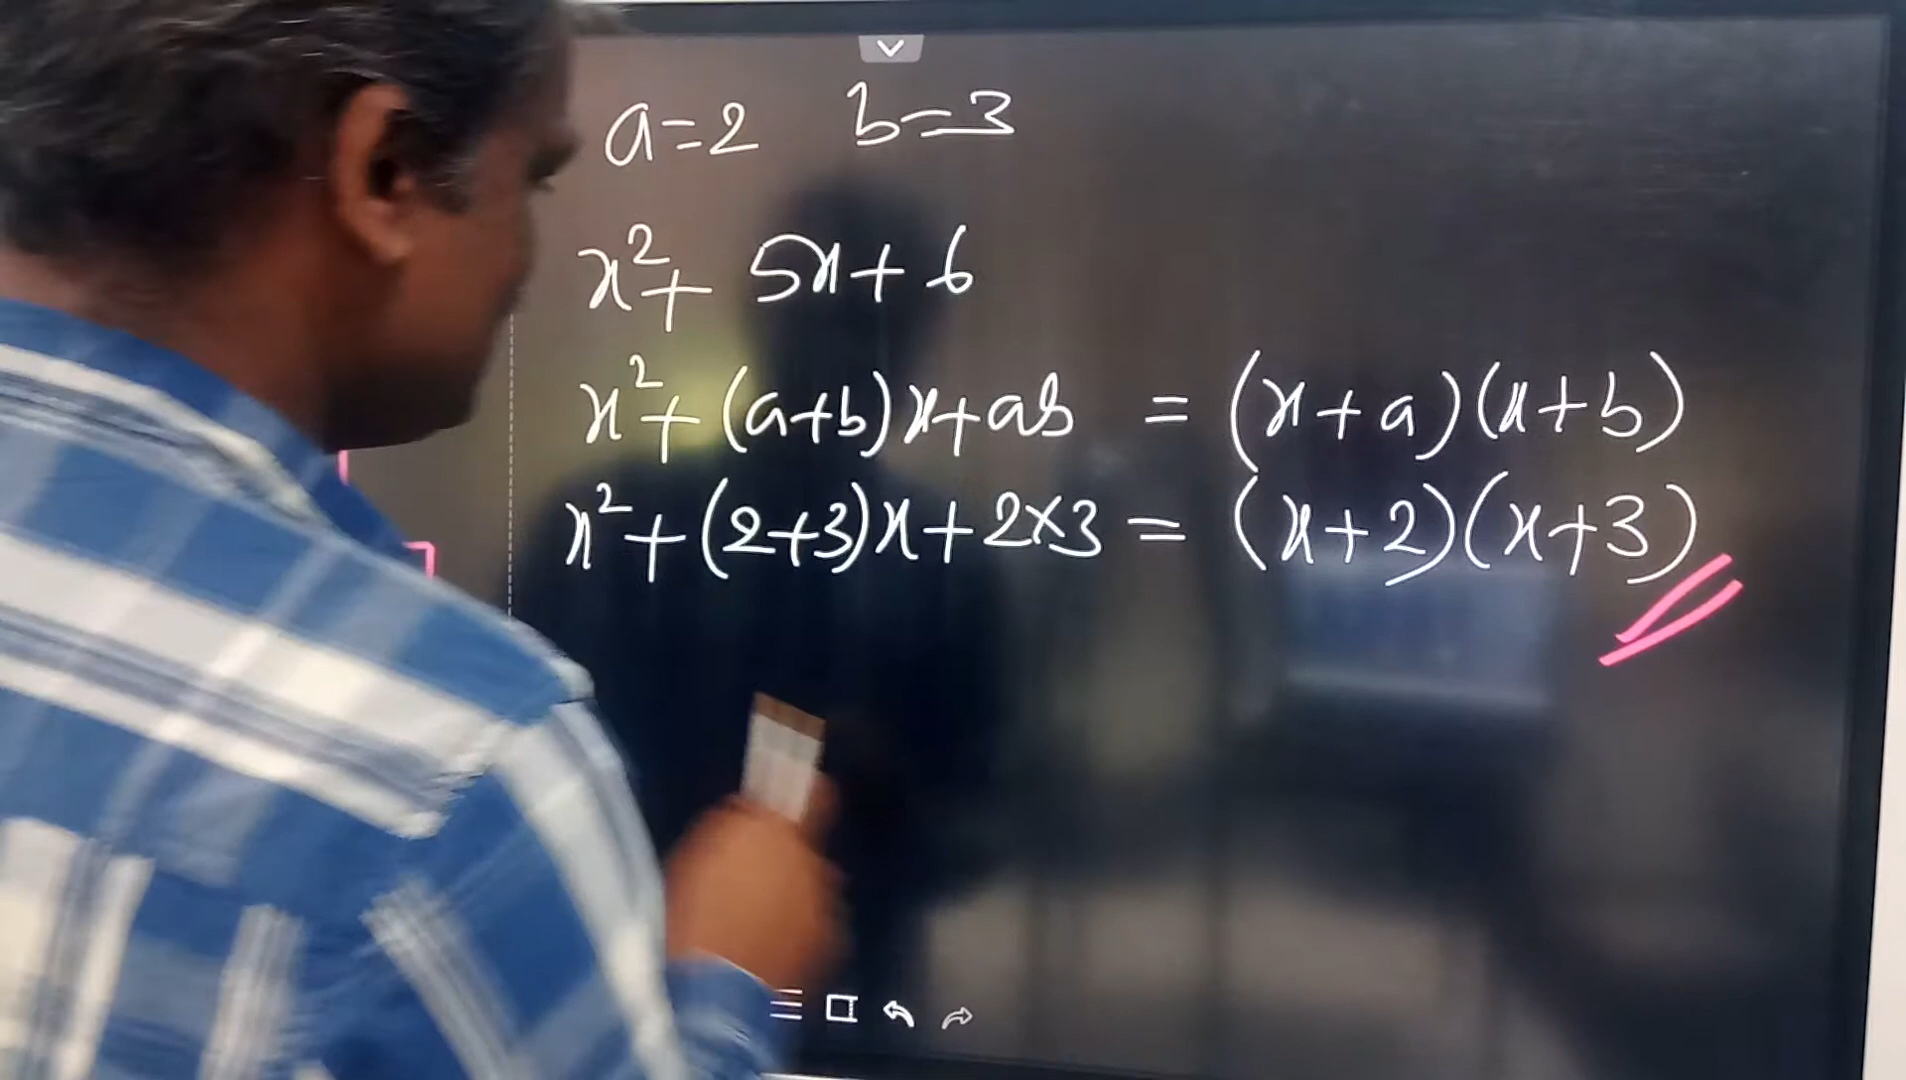 a=2 b=3
x²+ 5x+ 6
x²+(a+b)x+ab = (x+a)(x+b)
x²+(2+3)x+2×3 = (x+2)(x+3)